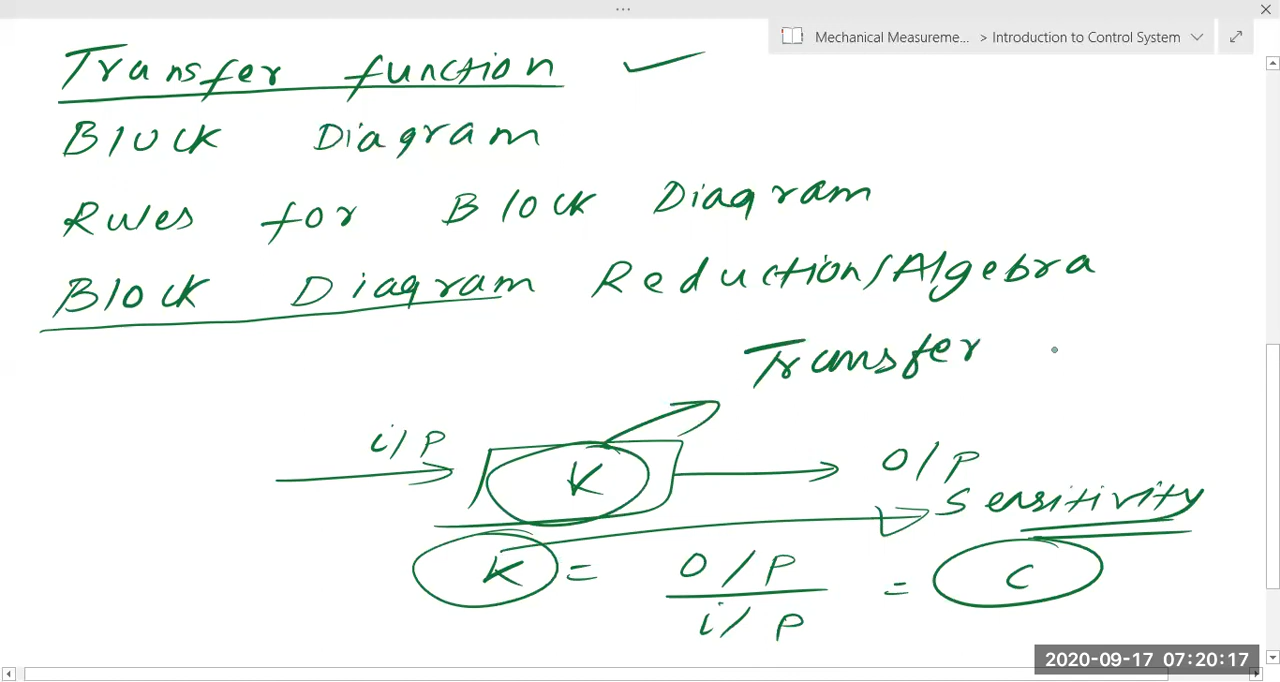 Mechanical Measureme... > Introduction to Control System
Transfer function
Block Diagram
Rules for Block Diagram
Block Diagram Reduction/Algebra
Transfer
i/P K O/P
Sensitivity
K = O/P / i/P = C
2020-09-17 07:20:17